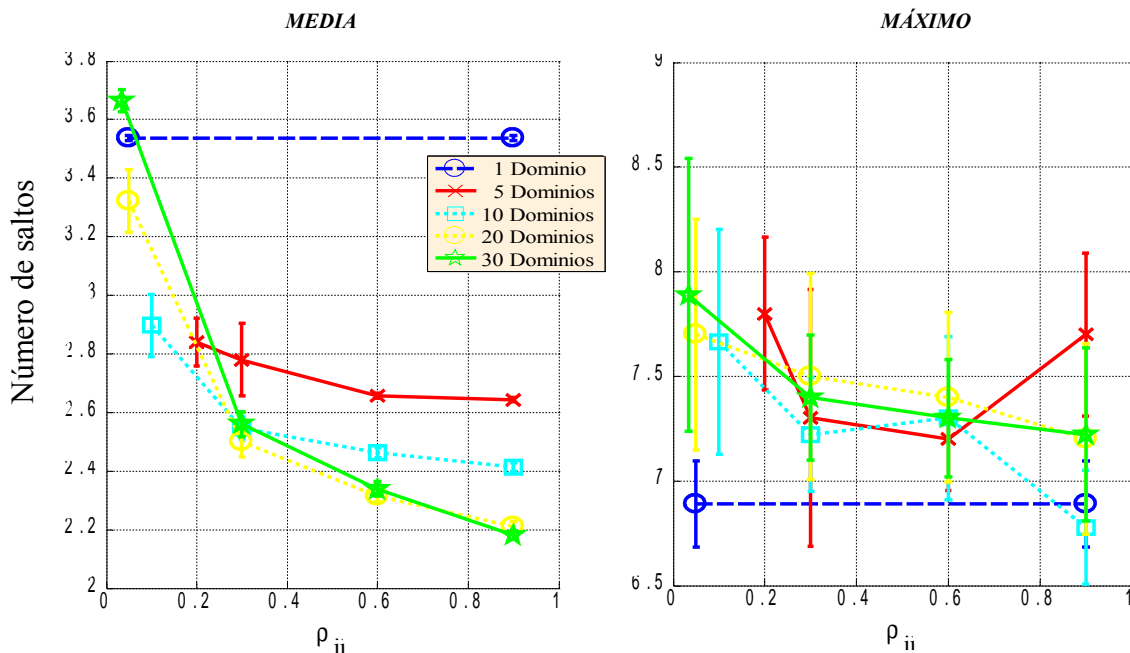 MEDIA
MÁXIMO
Número de saltos
3.8
3.6
3.4
3.2
3
2.8
2.6
2.4
2.2
2
0
0.2
0.4
0.6
0.8
1
ρ ii
1 Dominio
5 Dominios
10 Dominios
20 Dominios
30 Dominios
9
8.5
8
7.5
7
6.5
0
0.2
0.4
0.6
0.8
1
ρ ii